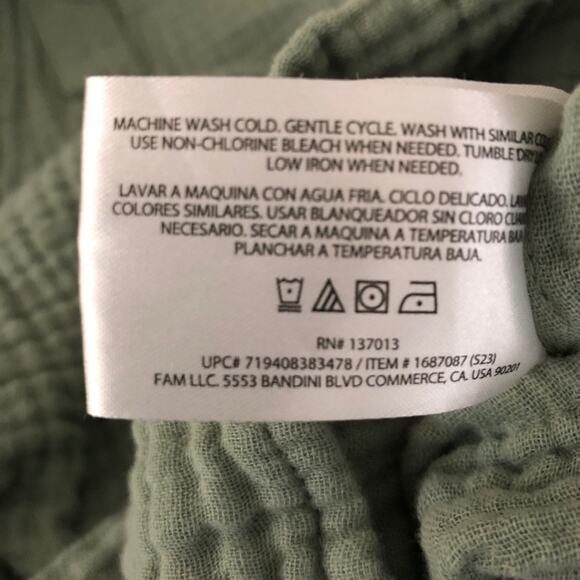 MACHINE WASH COLD. GENTLE CYCLE. WASH WITH SIMILAR
USE NON-CHLORINE BLEACH WHEN NEEDED. TUMBLE DRY
LOW IRON WHEN NEEDED.
LAVAR A MAQUINA CON AGUA FRIA. CICLO DELICADO.
COLORES SIMILARES. USAR BLANQUEADOR SIN CLORO
NECESARIO. SECAR A MAQUINA A TEMPERATURA
PLANCHAR A TEMPERATURA BAJA.
RN# 137013
UPC# 719408383478 / ITEM # 1687087 (S23)
FAM LLC. 5553 BANDINI BLVD COMMERCE, CA. USA 90201